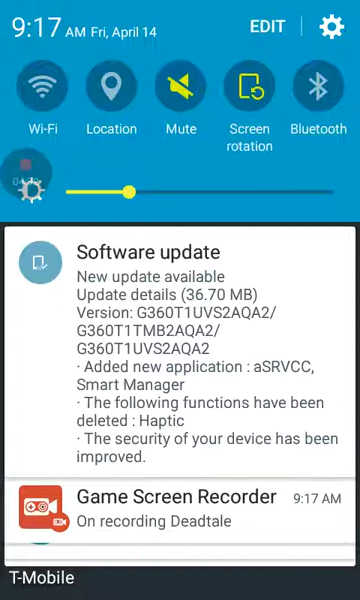 9:17 AM Fri, April 14 EDIT
Wi-Fi Location Mute Screen rotation Bluetooth
Software update
New update available
Update details (36.70 MB)
Version: G360T1UVS2AQA2/
G360T1TMB2AQA2/
G360T1UVS2AQA2
· Added new application : aSRVCC,
Smart Manager
· The following functions have been
deleted : Haptic
· The security of your device has been
improved.
Game Screen Recorder 9:17 AM
On recording Deadtale
T-Mobile